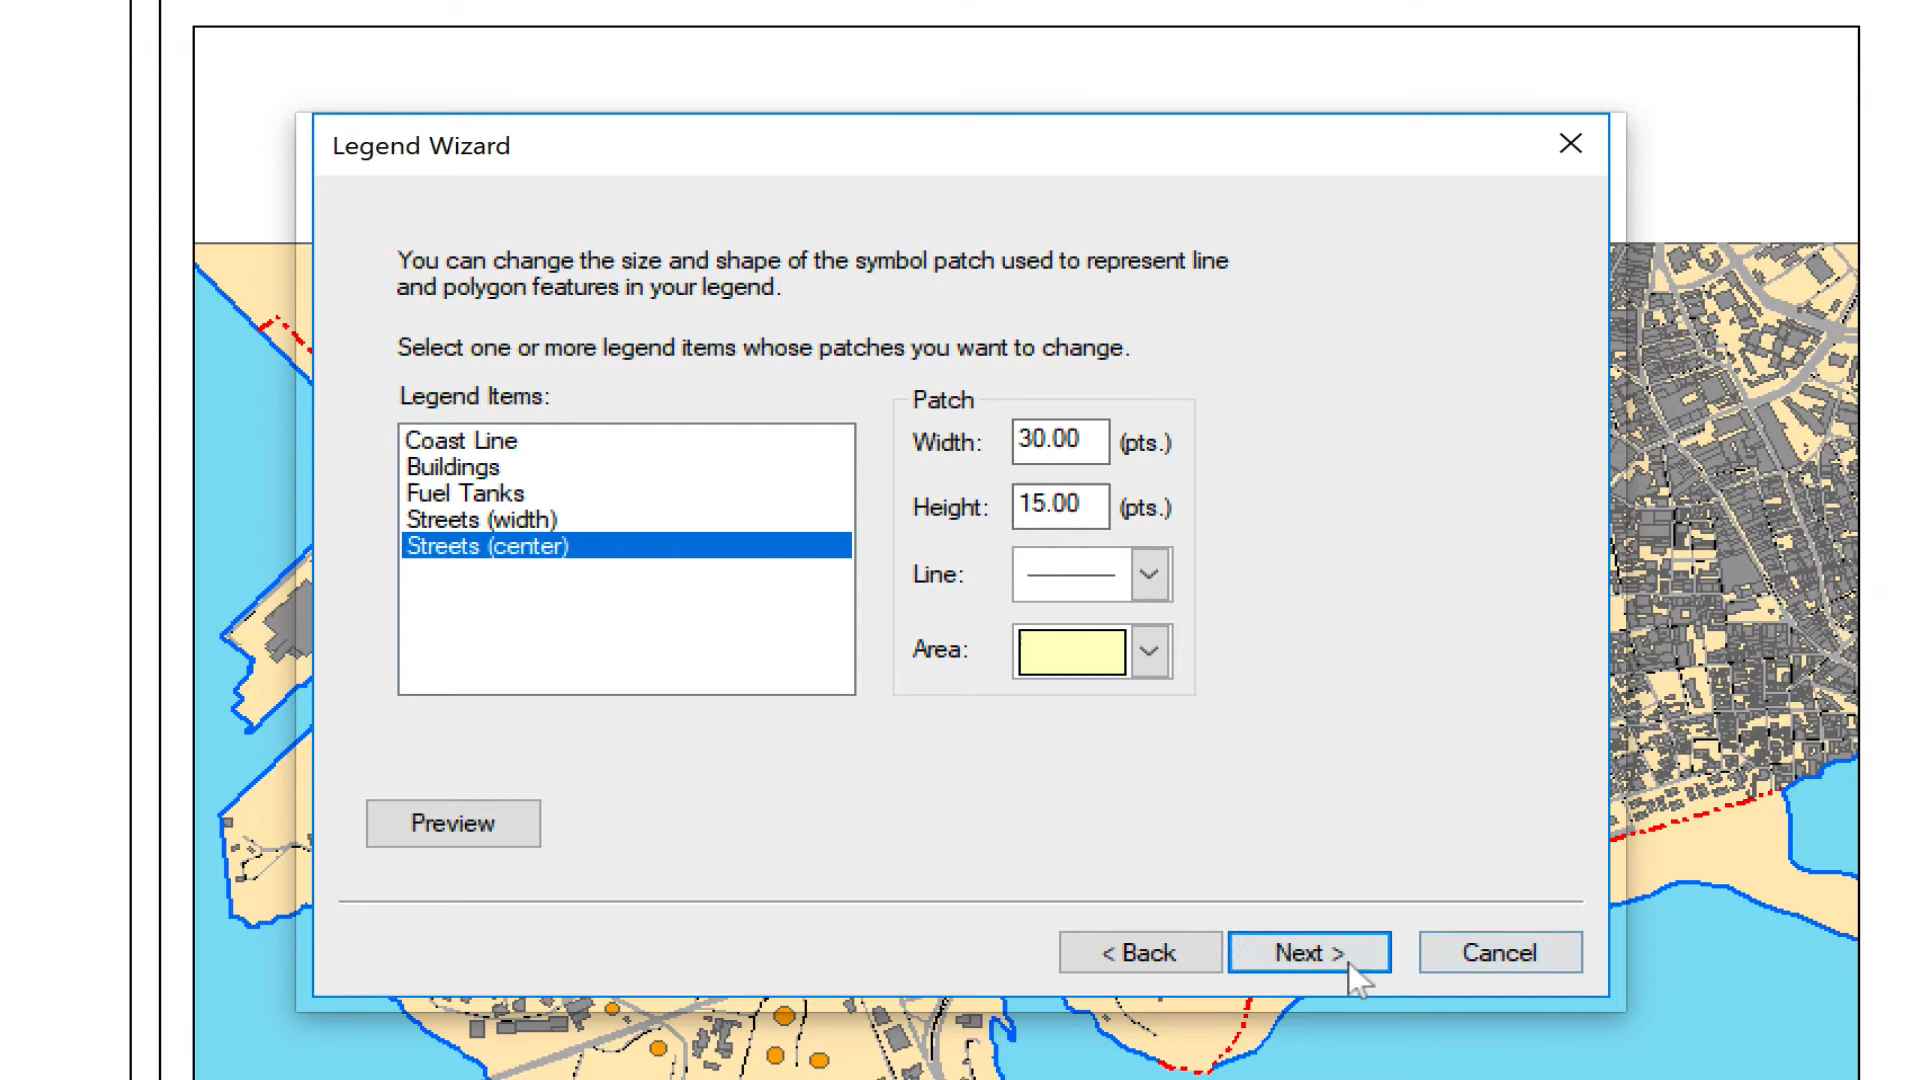 Legend Wizard
You can change the size and shape of the symbol patch used to represent line
and polygon features in your legend.
Select one or more legend items whose patches you want to change.
Legend Items:
Coast Line
Buildings
Fuel Tanks
Streets (width)
Streets (center)
Patch
Width: 30.00 (pts.)
Height: 15.00 (pts.)
Line:
Area:
Preview
< Back
Next >
Cancel